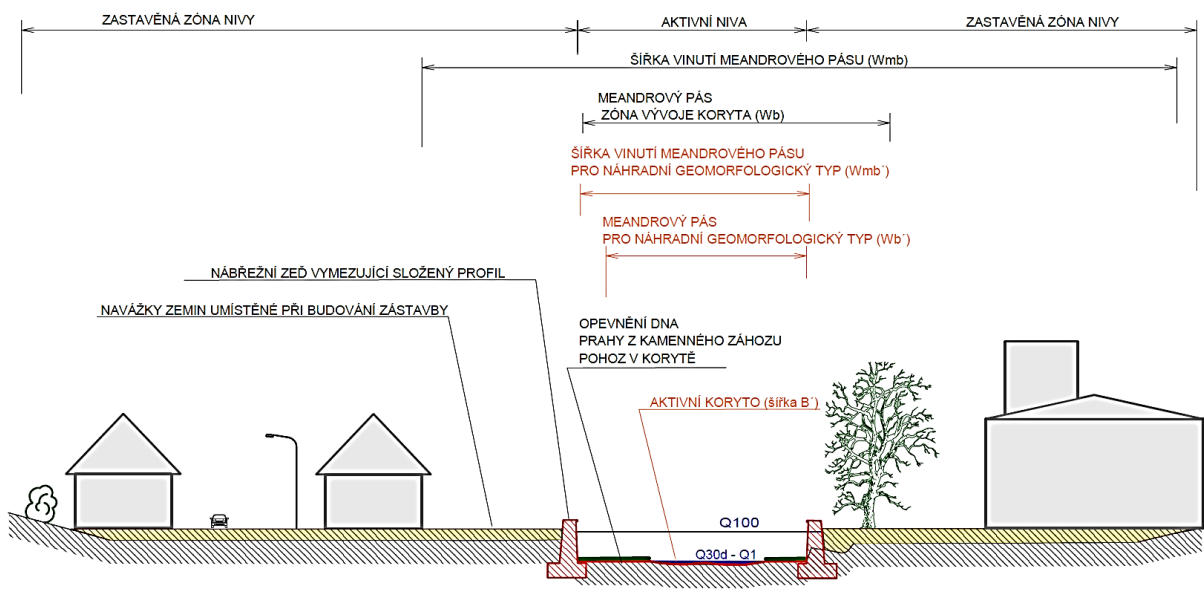 ZASTAVĚNÁ ZÓNA NIVY
AKTIVNÍ NIVA
ZASTAVĚNÁ ZÓNA NIVY
ŠÍŘKA VINUTÍ MEANDROVÉHO PÁSU (Wmb)
MEANDROVÝ PÁS
ZÓNA VÝVOJE KORYTA (Wb)
ŠÍŘKA VINUTÍ MEANDROVÉHO PÁSU
PRO NÁHRADNÍ GEOMORFOLOGICKÝ TYP (Wmb´)
MEANDROVÝ PÁS
PRO NÁHRADNÍ GEOMORFOLOGICKÝ TYP (Wb´)
NÁBŘEŽNÍ ZEĎ VYMEZUJÍCÍ SLOŽENÝ PROFIL
NAVÁŽKY ZEMIN UMÍSTĚNÉ PŘI BUDOVÁNÍ ZÁSTAVBY
OPEVNĚNÍ DNA
PRAHY Z KAMENNÉHO ZÁHOZU
POHOZ V KORYTĚ
AKTIVNÍ KORYTO (šířka B´)
Q100
Q30d - Q1